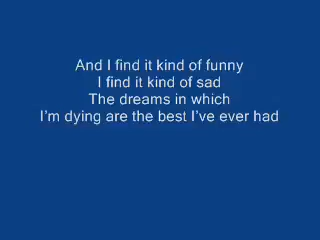 And I find it kind of funny
I find it kind of sad
The dreams in which
I'm dying are the best I've ever had